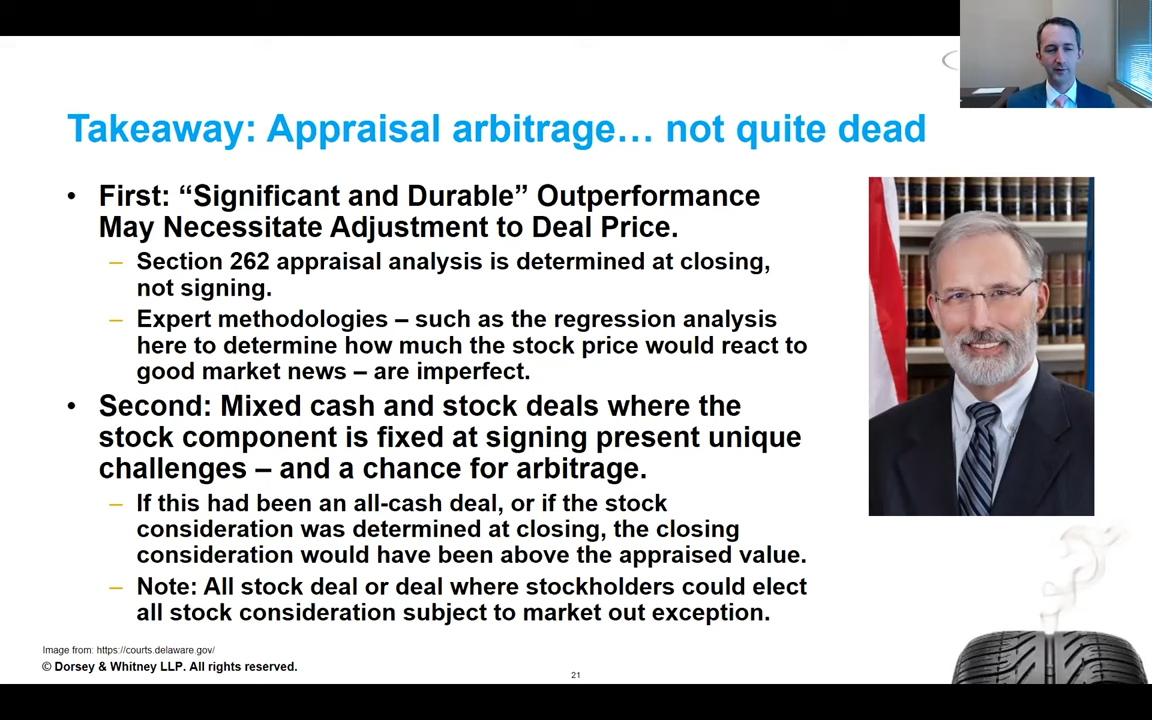 Takeaway: Appraisal arbitrage… not quite dead
• First: “Significant and Durable” Outperformance
May Necessitate Adjustment to Deal Price.
– Section 262 appraisal analysis is determined at closing,
not signing.
– Expert methodologies – such as the regression analysis
here to determine how much the stock price would react to
good market news – are imperfect.
• Second: Mixed cash and stock deals where the
stock component is fixed at signing present unique
challenges – and a chance for arbitrage.
– If this had been an all-cash deal, or if the stock
consideration was determined at closing, the closing
consideration would have been above the appraised value.
– Note: All stock deal or deal where stockholders could elect
all stock consideration subject to market out exception.
Image from: https://courts.delaware.gov/
© Dorsey & Whitney LLP. All rights reserved.
21